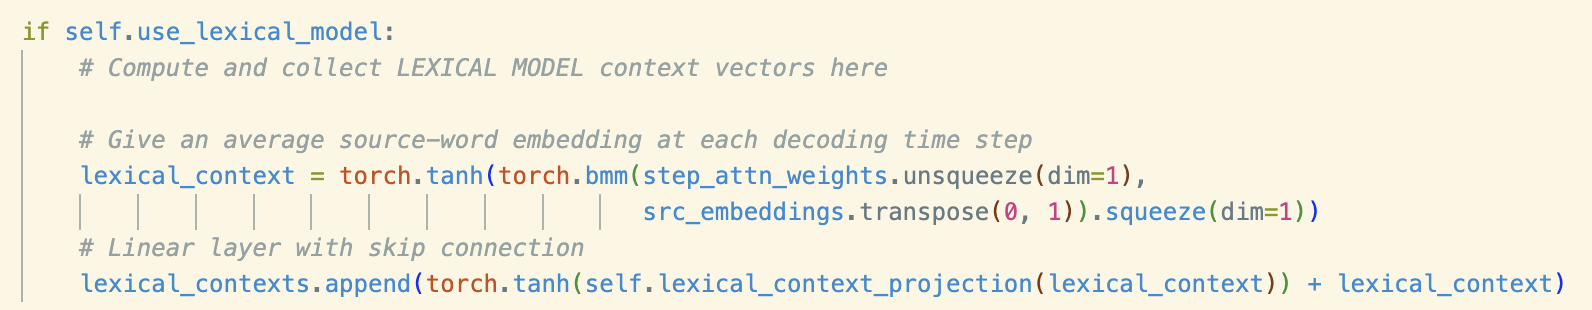 if self.use_lexical_model:
# Compute and collect LEXICAL MODEL context vectors here
# Give an average source-word embedding at each decoding time step
lexical_context = torch.tanh(torch.bmm(step_attn_weights.unsqueeze(dim=1),
src_embeddings.transpose(0, 1)).squeeze(dim=1))
# Linear layer with skip connection
lexical_contexts.append(torch.tanh(self.lexical_context_projection(lexical_context)) + lexical_context)